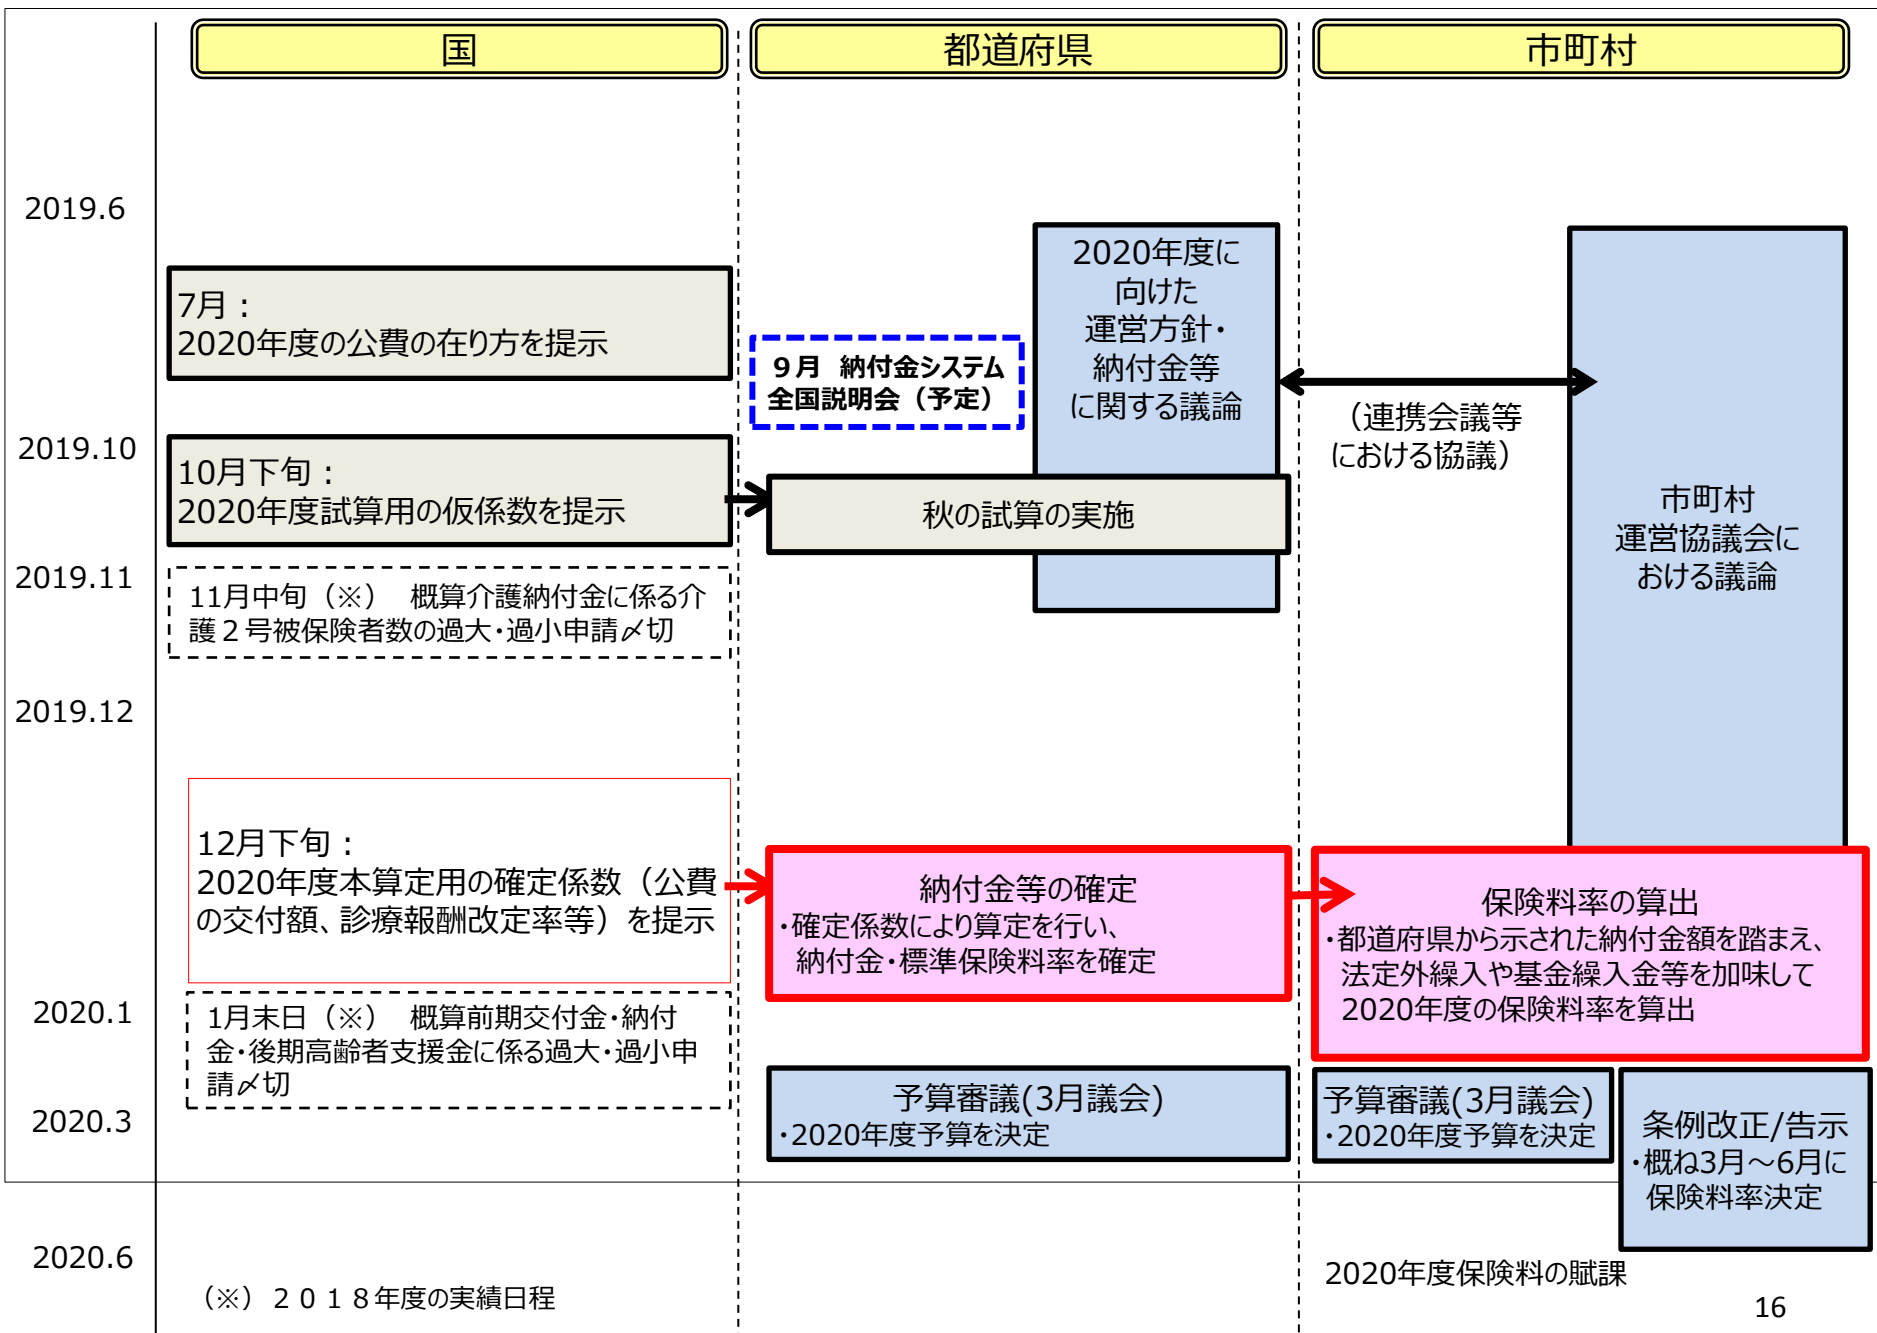 国
都道府県
市町村
2019.6
2019.10
2019.11
2019.12
2020.1
2020.3
2020.6
7月：
2020年度の公費の在り方を提示
10月下旬：
2020年度試算用の仮係数を提示
11月中旬（※）　概算介護納付金に係る介
護２号被保険者数の過大・過小申請〆切
12月下旬：
2020年度本算定用の確定係数（公費
の交付額、診療報酬改定率等）を提示
1月末日（※）　概算前期交付金・納付
金・後期高齢者支援金に係る過大・過小申
請〆切
（※）２０１８年度の実績日程
2020年度に
向けた
運営方針・
納付金等
に関する議論
９月　納付金システム
全国説明会（予定）
秋の試算の実施
納付金等の確定
・確定係数により算定を行い、
納付金・標準保険料率を確定
予算審議(3月議会)
・2020年度予算を決定
（連携会議等
における協議）
市町村
運営協議会に
おける議論
保険料率の算出
・都道府県から示された納付金額を踏まえ、
法定外繰入や基金繰入金等を加味して
2020年度の保険料率を算出
予算審議(3月議会)
・2020年度予算を決定
条例改正/告示
・概ね3月～6月に
保険料率決定
2020年度保険料の賦課
16